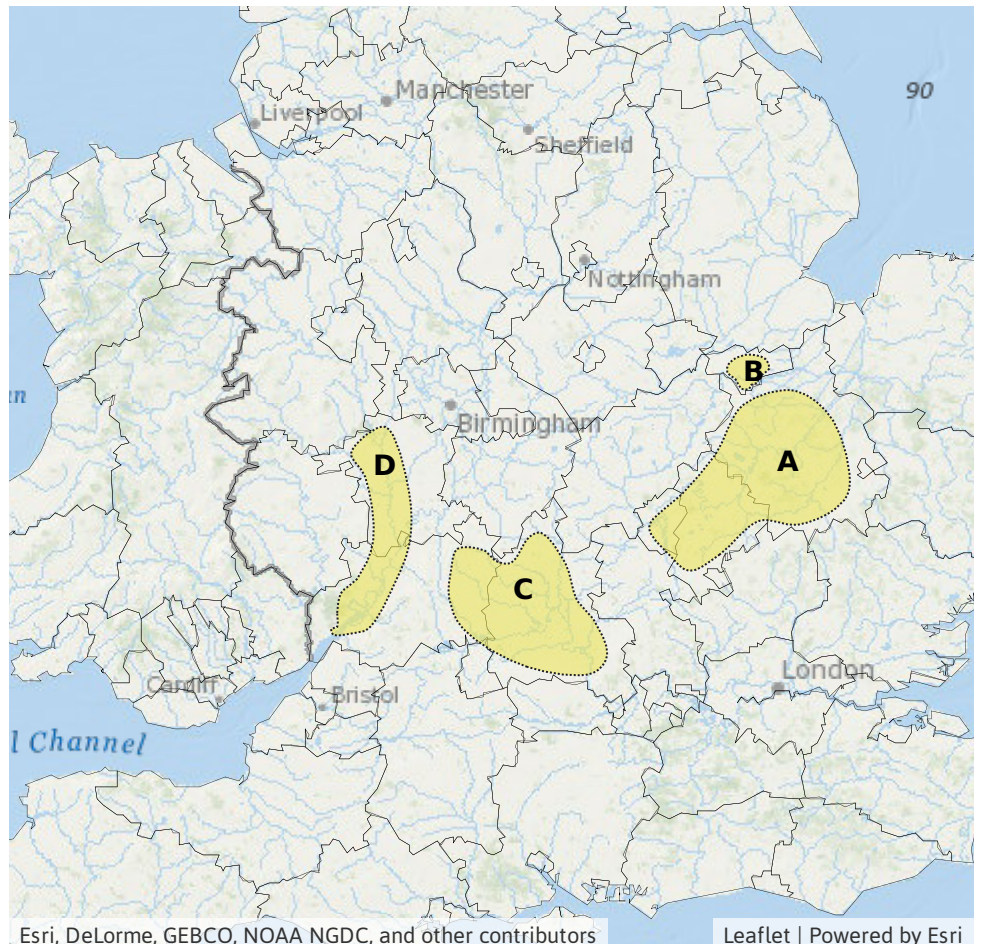 90
Manchester
Liverpool
Sheffield
Nottingham
B
Birmingham
A
D
C
London
Cardiff
Bristol
l Channel
Esri, DeLorme, GEBCO, NOAA NGDC, and other contributors
Leaflet | Powered by Esri